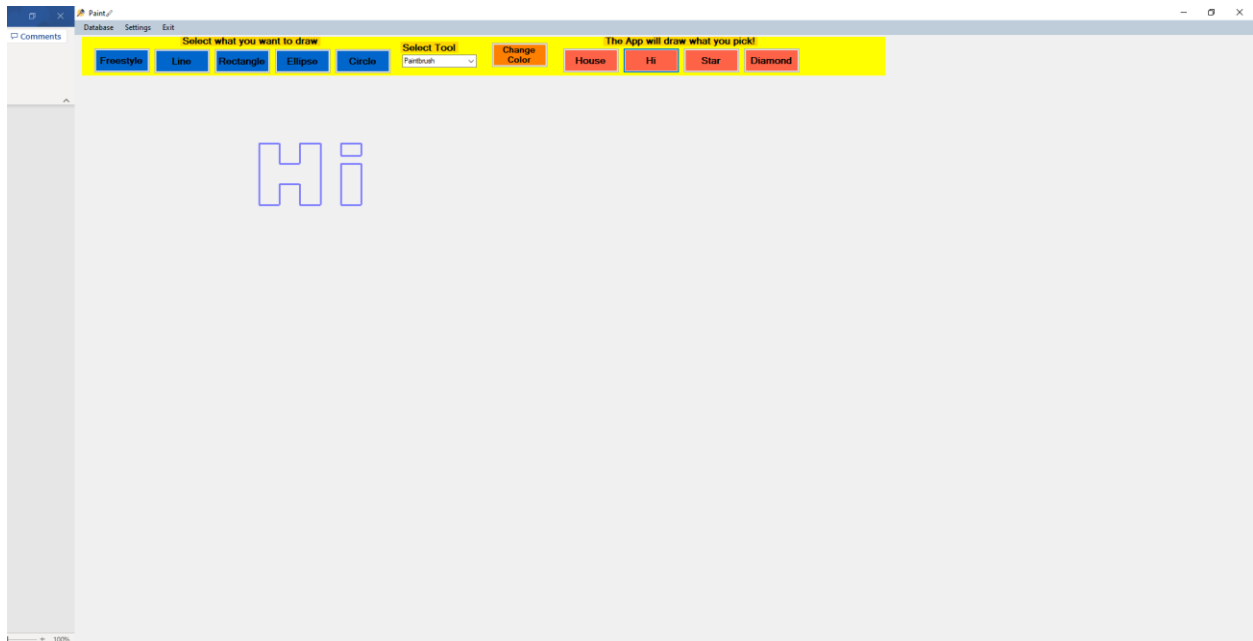 Paint
Comments
Database Settings Exit
Select what you want to draw
Freestyle Line Rectangle Ellipse Circle
Select Tool
Paintbrush
Change
Color
The App will draw what you pick!
House Hi Star Diamond
Hi
100%